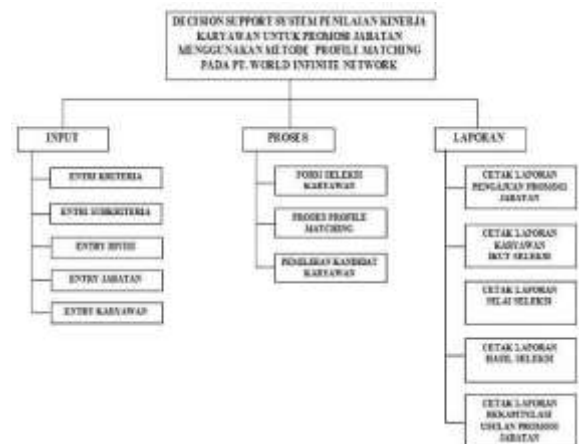 DECISION SUPPORT SYSTEM PENILAIAN KINERJA
KARYAWAN UNTUK PROMOSI JABATAN
MENGGUNAKAN METODE PROFILE MATCHING
PADA PT. WORLD INFINITE NETWORK
INPUT
ENTRI KRITERIA
ENTRI SUBKRITERIA
ENTRY DIVISI
ENTRY JABATAN
ENTRY KARYAWAN
PROSES
FORM SELEKSI
KARYAWAN
PROSES PROFILE
MATCHING
PEMILIHAN KANDIDAT
KARYAWAN
LAPORAN
CETAK LAPORAN
PENGAJUAN PROMOSI
JABATAN
CETAK LAPORAN
KARYAWAN
IKUT SELEKSI
CETAK LAPORAN
NILAI SELEKSI
CETAK LAPORAN
HASIL SELEKSI
CETAK LAPORAN
REKAPITULASI
USULAN PROMOSI
JABATAN